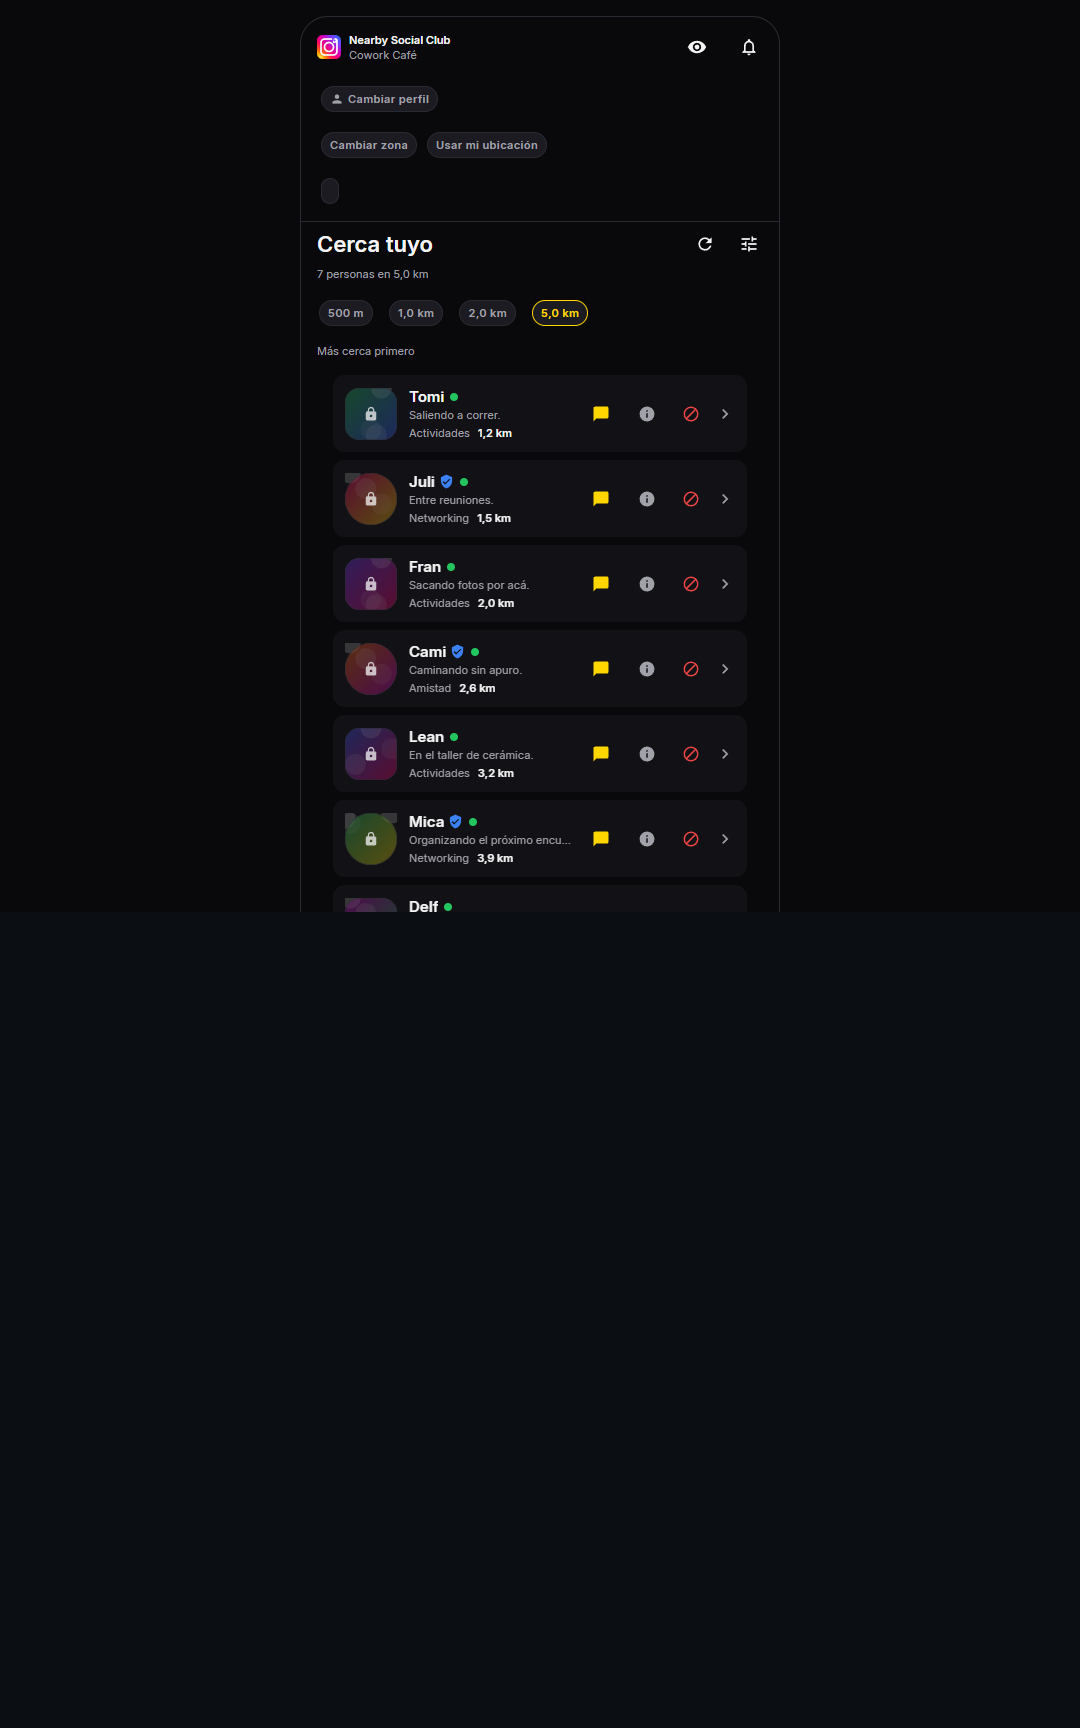 Nearby Social Club
Cowork Café
Cambiar perfil
Cambiar zona
Usar mi ubicación
Cerca tuyo
7 personas en 5,0 km
500 m
1,0 km
2,0 km
5,0 km
Más cerca primero
Tomi
Saliendo a correr.
Actividades 1,2 km
Juli
Entre reuniones.
Networking 1,5 km
Fran
Sacando fotos por acá.
Actividades 2,0 km
Cami
Caminando sin apuro.
Amistad 2,6 km
Lean
En el taller de cerámica.
Actividades 3,2 km
Mica
Organizando el próximo encu...
Networking 3,9 km
Delf